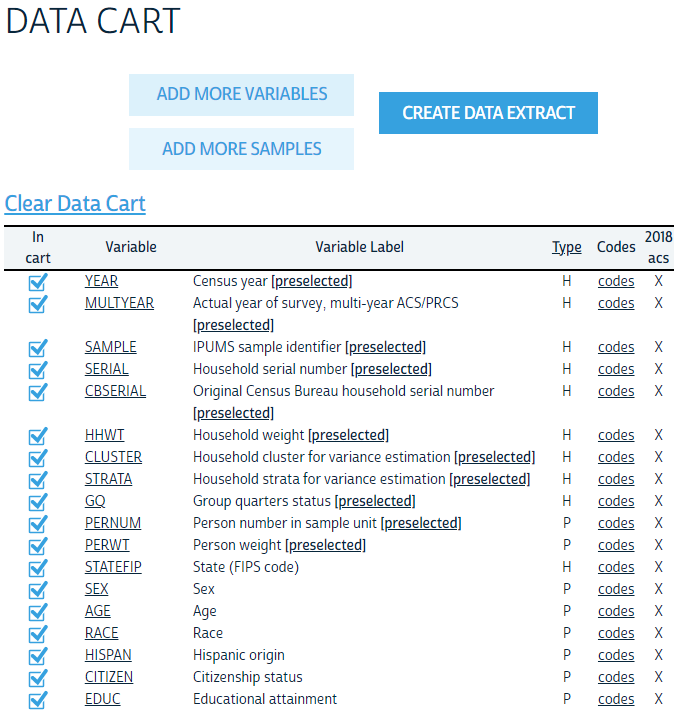 DATA CART
ADD MORE VARIABLES
CREATE DATA EXTRACT
ADD MORE SAMPLES
Clear Data Cart
In cart Variable Variable Label Type Codes 2018 acs
YEAR Census year [preselected] H codes X
MULTYEAR Actual year of survey, multi-year ACS/PRCS H codes X
[preselected]
SAMPLE IPUMS sample identifier [preselected] H codes X
SERIAL Household serial number [preselected] H codes X
CBSERIAL Original Census Bureau household serial number H codes X
[preselected]
HHWT Household weight [preselected] H codes X
CLUSTER Household cluster for variance estimation [preselected] H codes X
STRATA Household strata for variance estimation [preselected] H codes X
GQ Group quarters status [preselected] H codes X
PERNUM Person number in sample unit [preselected] P codes X
PERWT Person weight [preselected] P codes X
STATEFIP State (FIPS code) H codes X
SEX Sex P codes X
AGE Age P codes X
RACE Race P codes X
HISPAN Hispanic origin P codes X
CITIZEN Citizenship status P codes X
EDUC Educational attainment P codes X